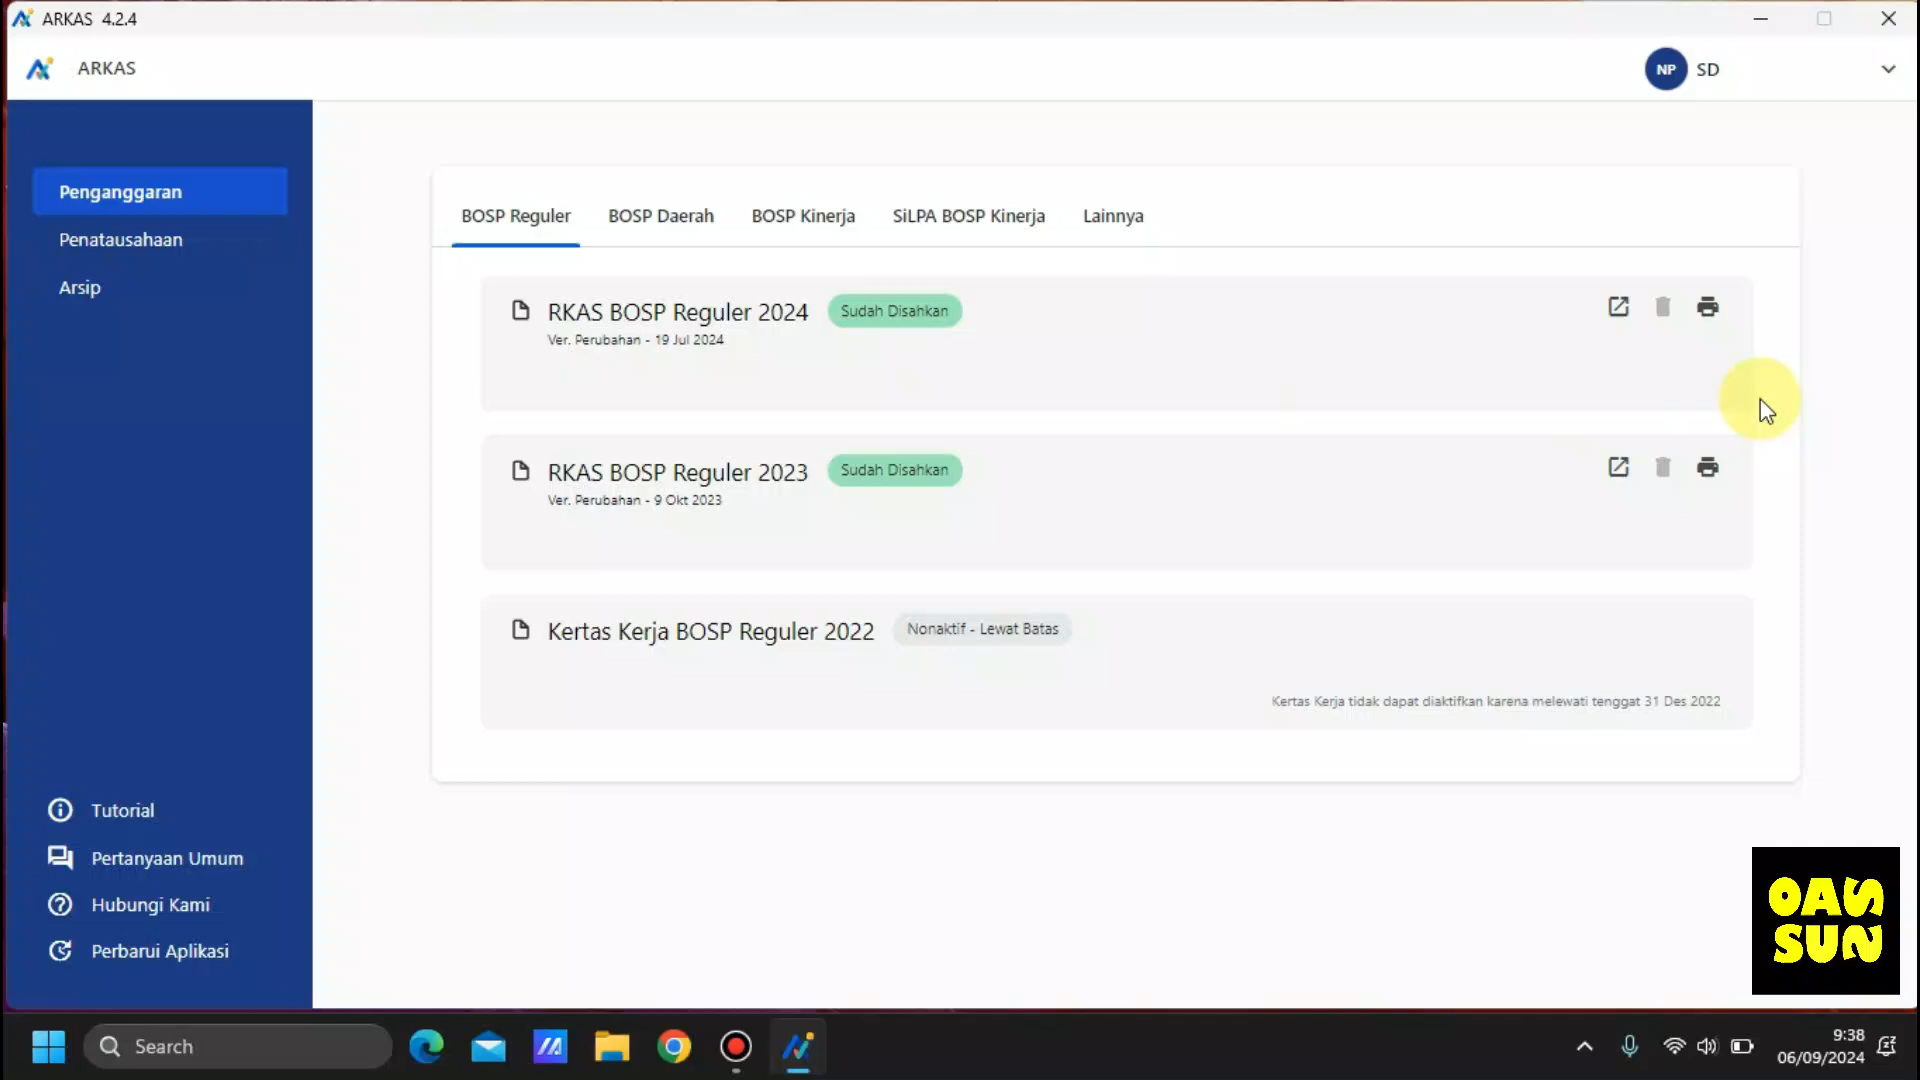 ARKAS 4.2.4
ARKAS
NP SD
Penganggaran
Penatausahaan
Arsip
BOSP Reguler BOSP Daerah BOSP Kinerja SiLPA BOSP Kinerja Lainnya
RKAS BOSP Reguler 2024 Sudah Disahkan
Ver. Perubahan - 19 Jul 2024
RKAS BOSP Reguler 2023 Sudah Disahkan
Ver. Perubahan - 9 Okt 2023
Kertas Kerja BOSP Reguler 2022 Nonaktif - Lewat Batas
Kertas Kerja tidak dapat diaktifkan karena melewati tenggat 31 Des 2022
Tutorial
Pertanyaan Umum
Hubungi Kami
Perbarui Aplikasi
OAS
SUN
Search
9:38
06/09/2024